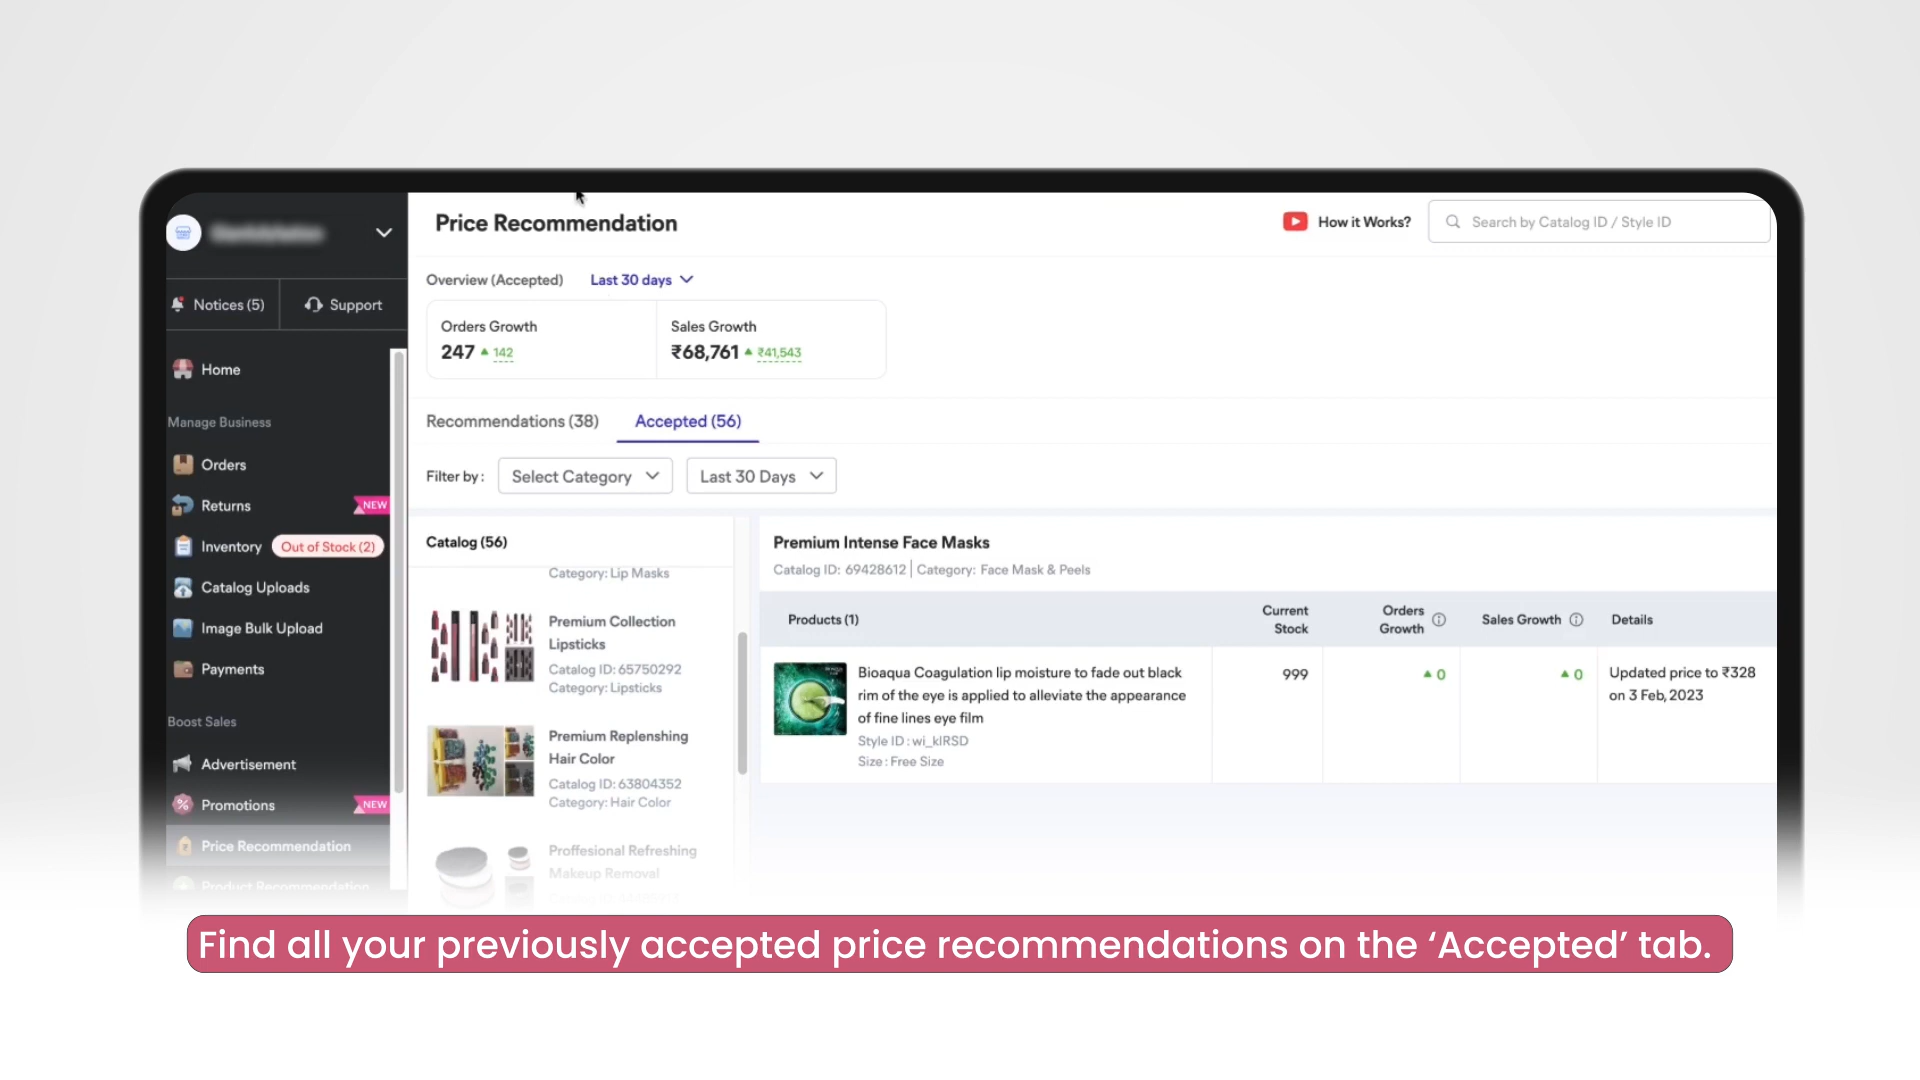 Price Recommendation
How it Works?
Search by Catalog ID / Style ID
Notices (5)
Support
Home
Manage Business
Orders
Returns
NEW
Inventory
Out of Stock (2)
Catalog Uploads
Image Bulk Upload
Payments
Boost Sales
Advertisement
Promotions
NEW
Price Recommendation
Product Recommendation
Overview (Accepted)
Last 30 days
Orders Growth
247 ▲ 142
Sales Growth
₹68,761 ▲ ₹41,543
Recommendations (38)
Accepted (56)
Filter by :
Select Category
Last 30 Days
Catalog (56)
Category: Lip Masks
Premium Collection
Lipsticks
Catalog ID: 65750292
Category: Lipsticks
Premium Replenshing
Hair Color
Catalog ID: 63804352
Category: Hair Color
Proffesional Refreshing
Makeup Removal
Premium Intense Face Masks
Catalog ID: 69428612 | Category: Face Mask & Peels
Products (1)
Current
Stock
Orders
Growth
Sales Growth
Details
Bioaqua Coagulation lip moisture to fade out black
rim of the eye is applied to alleviate the appearance
of fine lines eye film
Style ID : wi_kIRSD
Size : Free Size
999
▲ 0
▲ 0
Updated price to ₹328
on 3 Feb, 2023
Find all your previously accepted price recommendations on the ‘Accepted’ tab.